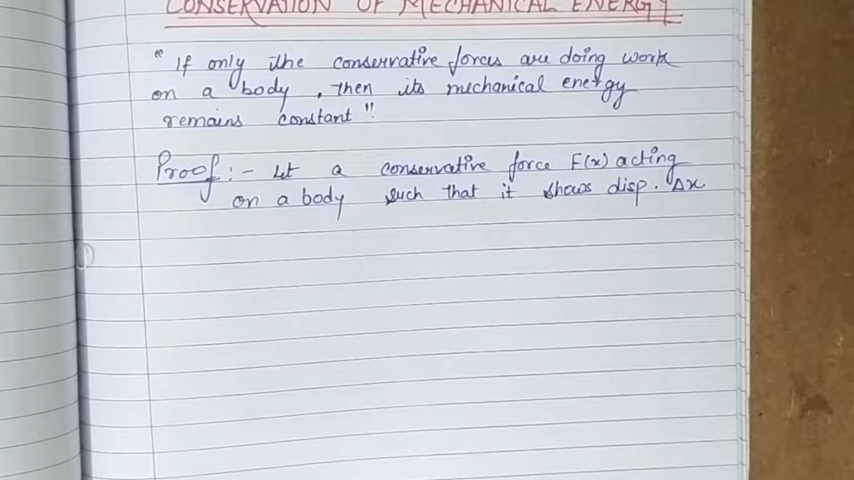 CONSERVATION OF MECHANICAL ENERGY
" If only the conservative forces are doing work
on a body , then its mechanical energy
remains constant "
Proof :- Let a conservative force F(x) acting
on a body such that it shows disp. Δx